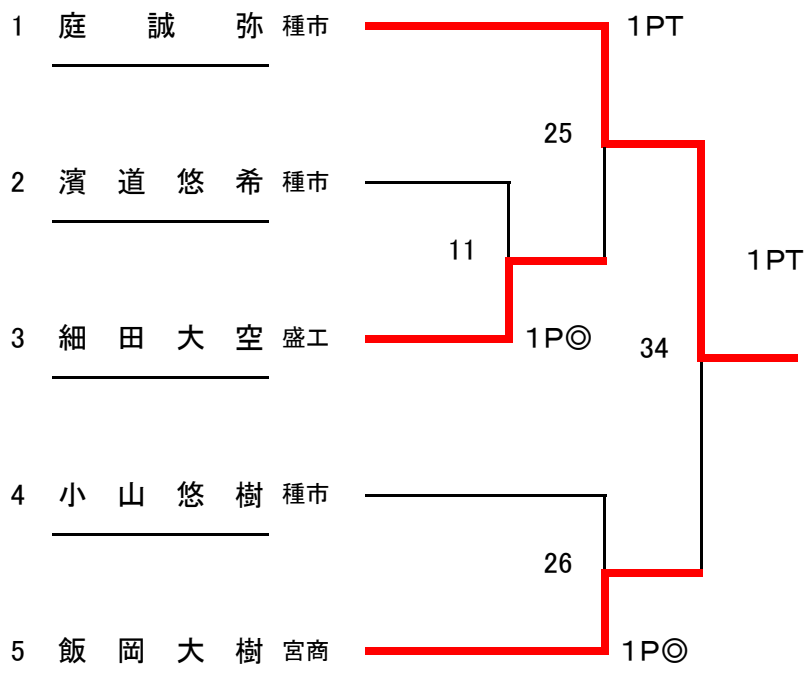 1 庭 誠 弥 種市 1PT
25
2 濱 道 悠 希 種市
11 1PT
3 細 田 大 空 盛工 1P◎ 34
4 小 山 悠 樹 種市
26
5 飯 岡 大 樹 宮商 1P◎